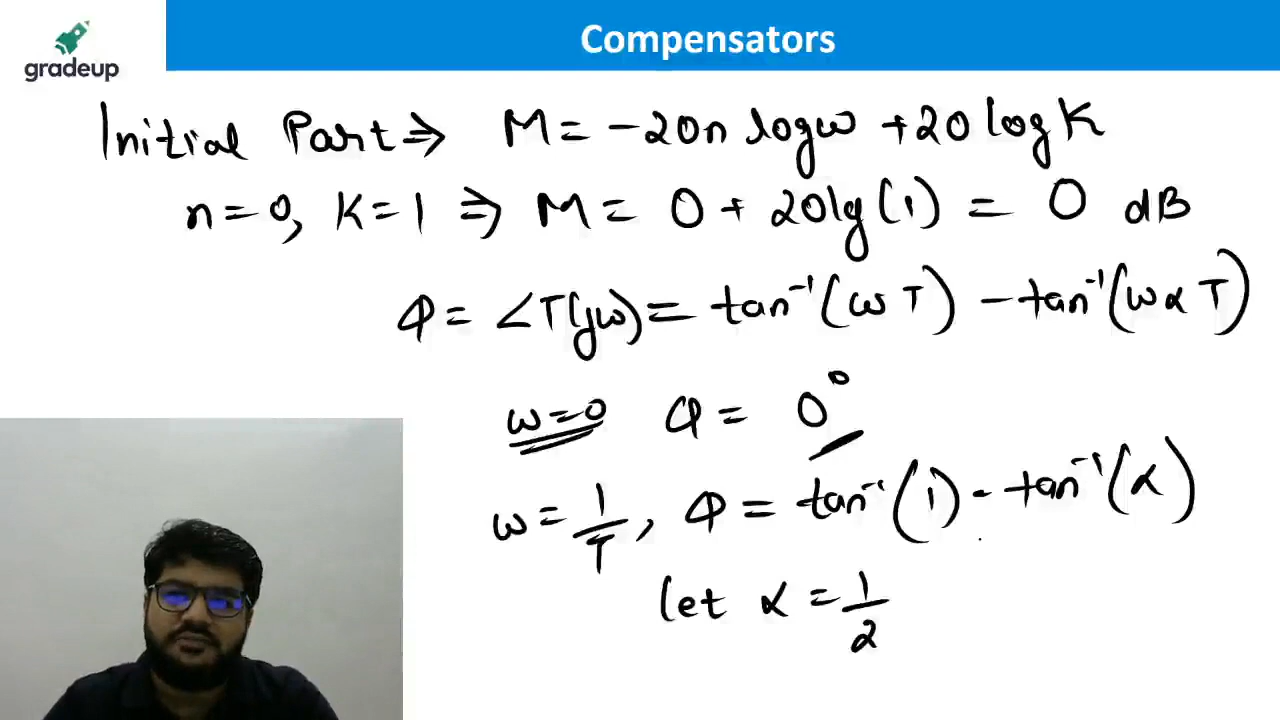 gradeup
Compensators
Initial Part ⇒ M = -20n logω + 20 log K
n = 0, K = 1 ⇒ M = 0 + 20lg(1) = 0 dB
Φ = ∠T(jω) = tan⁻¹(ωT) - tan⁻¹(ωαT)
ω=0 Φ = 0°
ω = 1/T, Φ = tan⁻¹(1) - tan⁻¹(α)
let α = 1/2